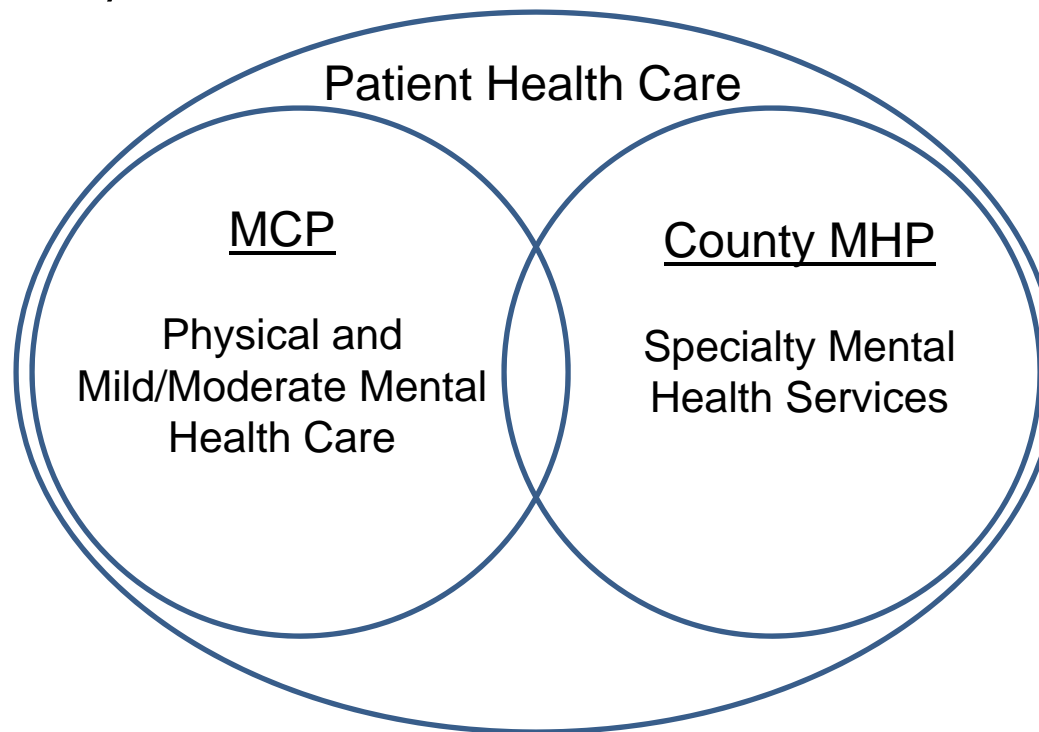 Patient Health Care
MCP
Physical and
Mild/Moderate Mental
Health Care
County MHP
Specialty Mental
Health Services